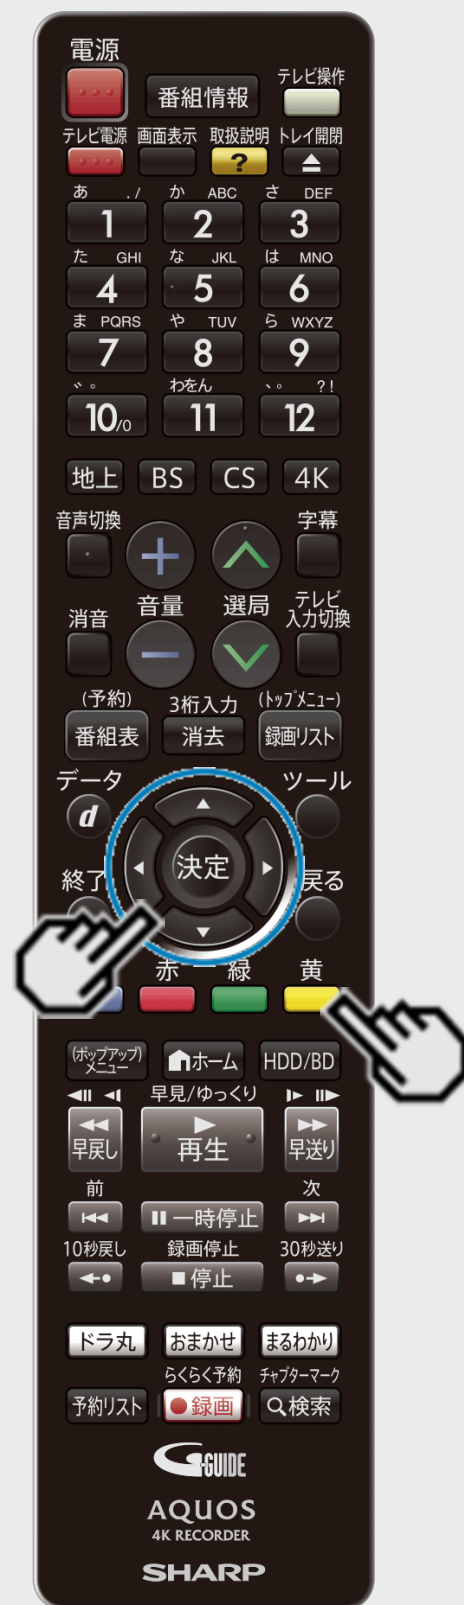 電源
番組情報
テレビ操作
テレビ電源 画面表示 取扱説明 トレイ開閉
?
あ ./ か ABC さ DEF
1 2 3
た GHI な JKL は MNO
4 5 6
ま PQRS や TUV ら WXYZ
7 8 9
゛゜ わをん 、。 ?!
10/0 11 12
地上 BS CS 4K
音声切換 字幕
+
音量 選局
消音 テレビ
入力切換
−
(予約) 3桁入力 (トップメニュー)
番組表 消去 録画リスト
データ ツール
d
決定
終了 戻る
赤 緑 黄
(ポップアップ)
メニュー
ホーム HDD/BD
早見/ゆっくり
早戻し 再生 早送り
前 次
一時停止
10秒戻し 録画停止 30秒送り
停止
ドラ丸 おまかせ まるわかり
らくらく予約 チャプターマーク
予約リスト 録画 検索
G-GUIDE
AQUOS
4K RECORDER
SHARP